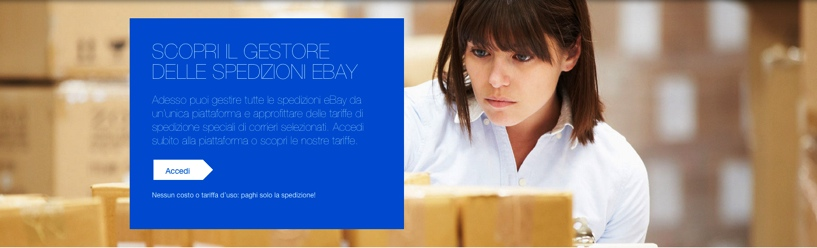 SCOPRI IL GESTORE
DELLE SPEDIZIONI EBAY
Adesso puoi gestire tutte le spedizioni eBay da
un'unica piattaforma e approfittare delle tariffe di
spedizione speciali di corrieri selezionati. Accedi
subito alla piattaforma o scopri le nostre tariffe.
Accedi
Nessun costo o tariffa d'uso: paghi solo la spedizione!